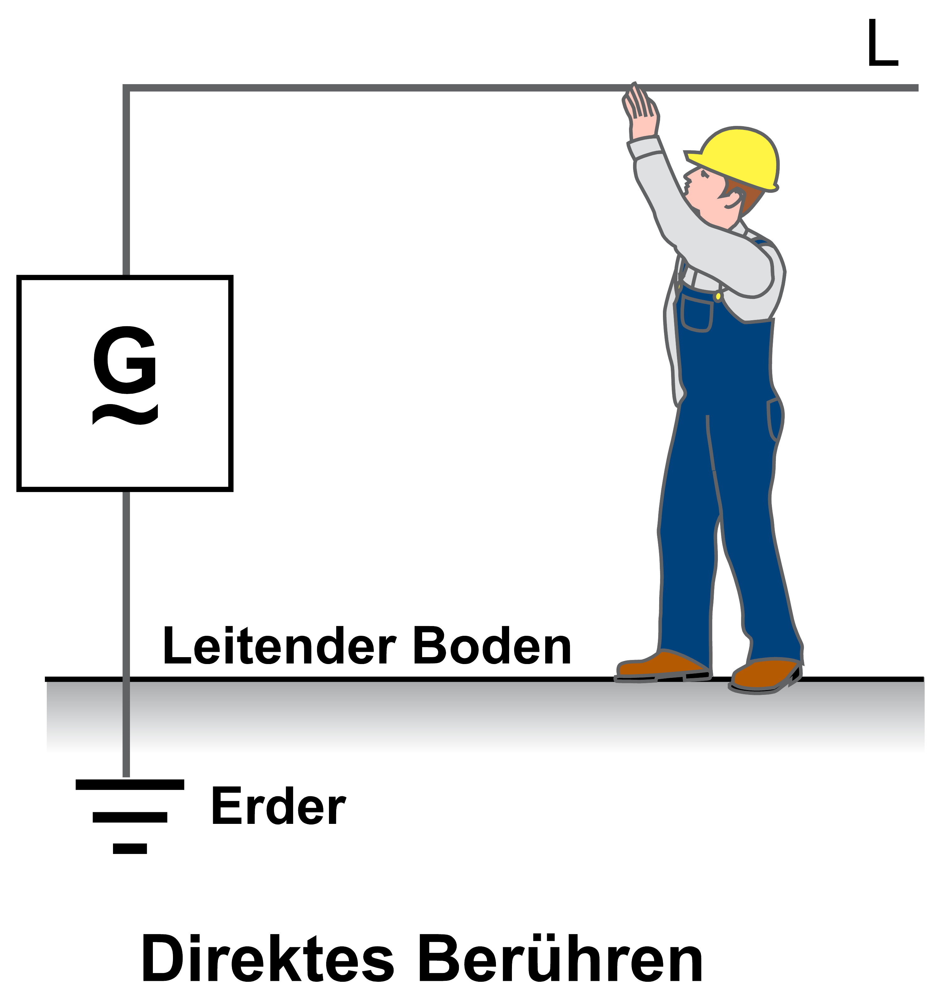 L
G
~
Leitender Boden
Erder
Direktes Berühren